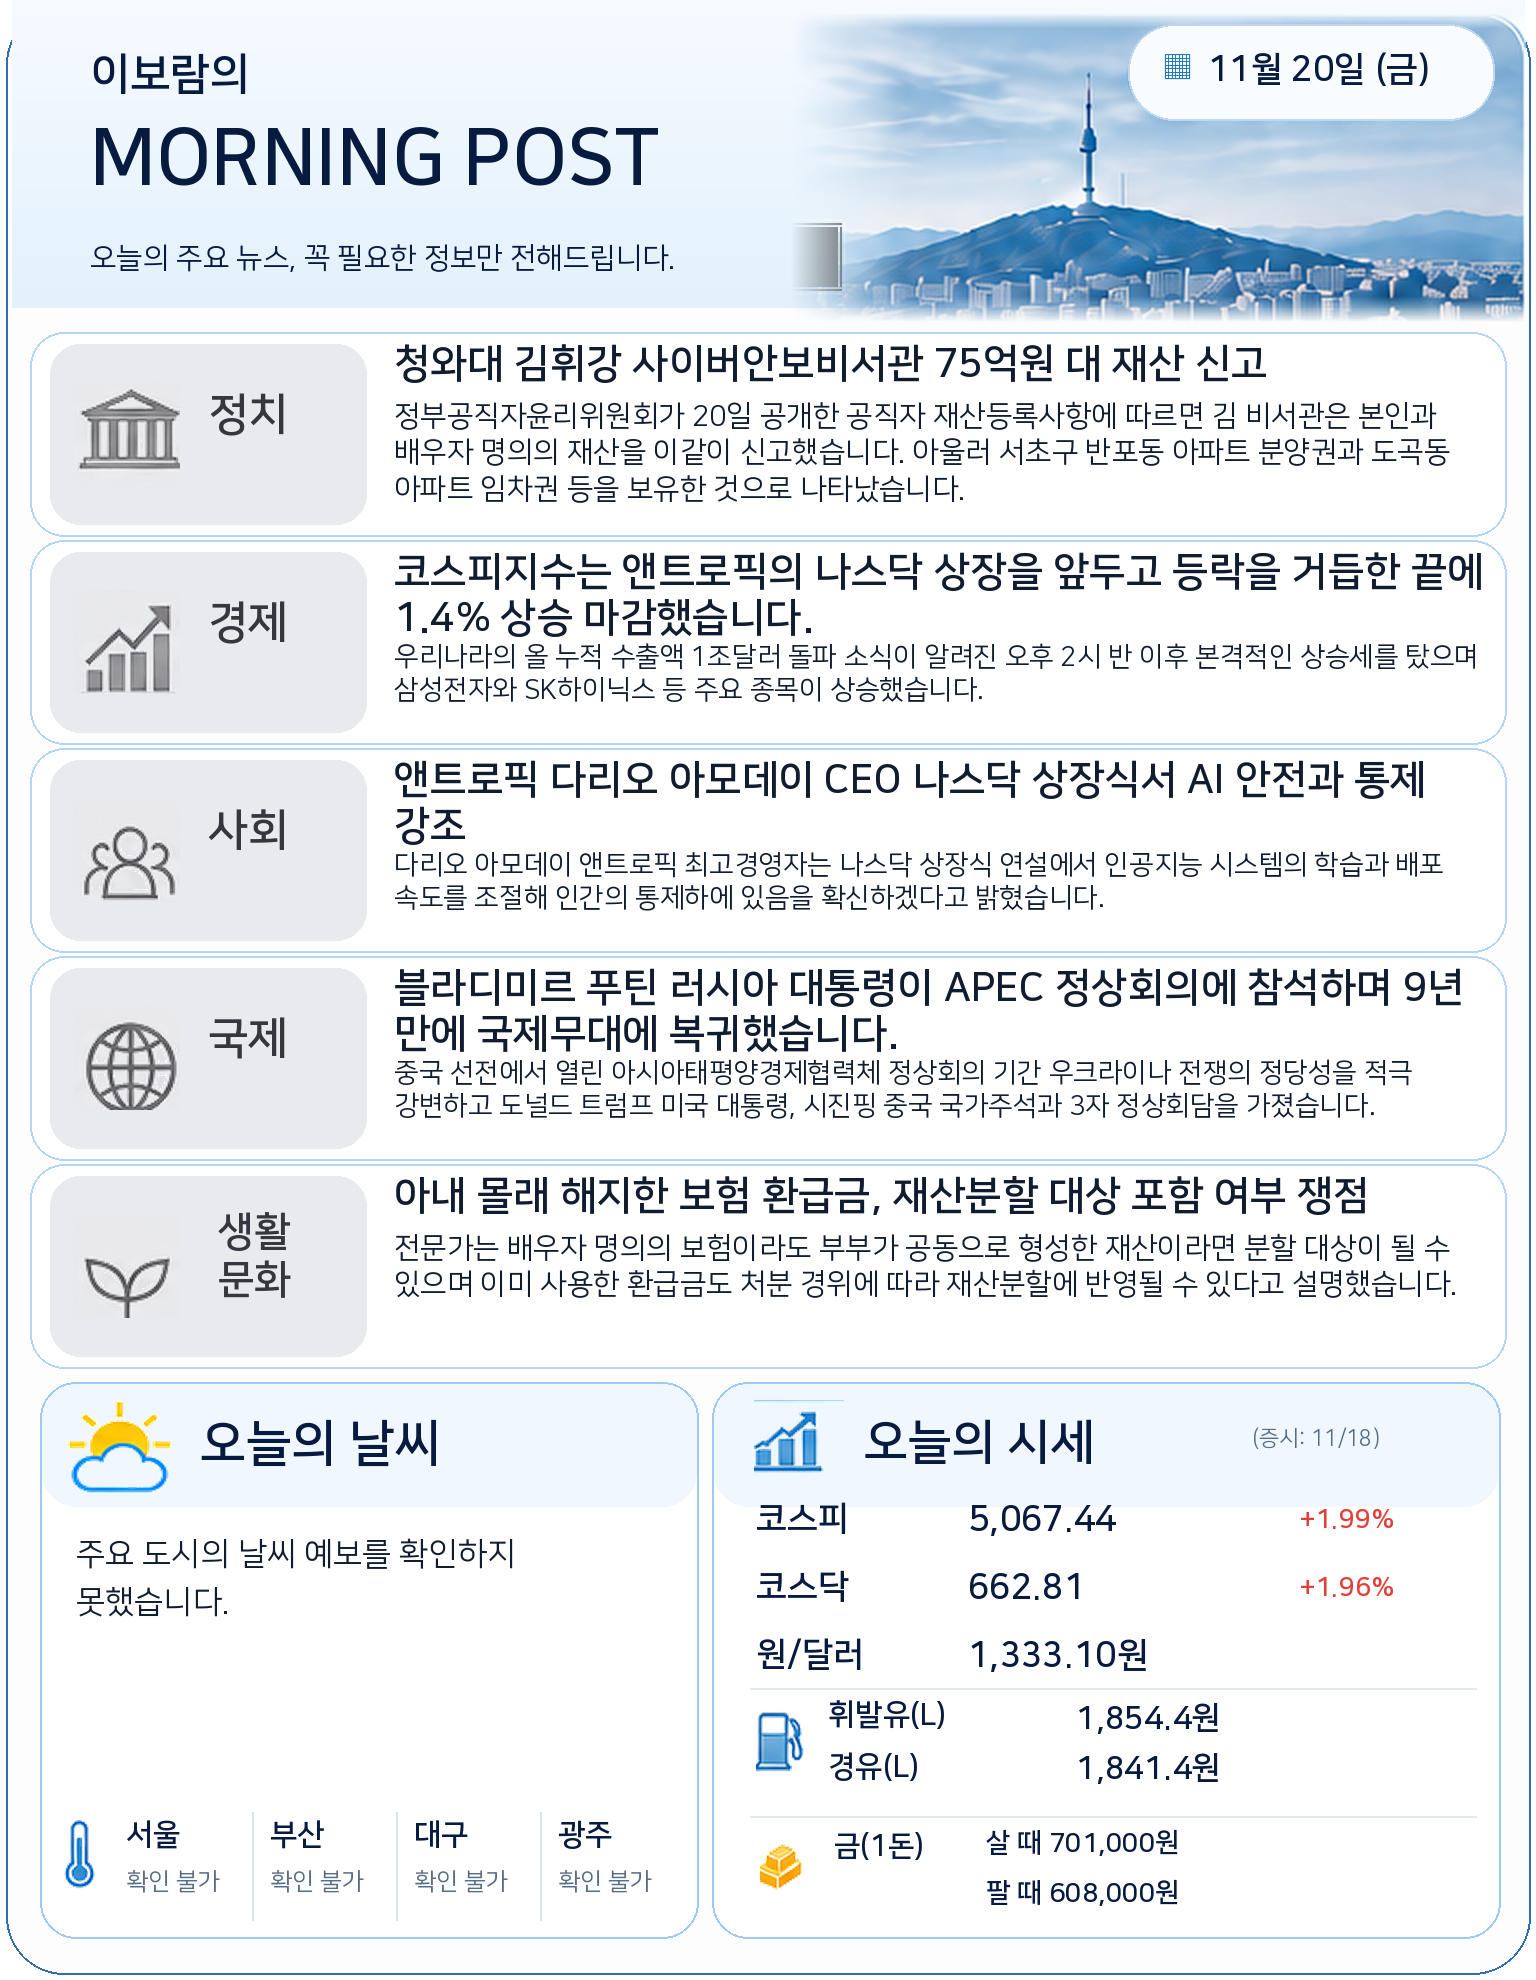 이보람의
MORNING POST
오늘의 주요 뉴스, 꼭 필요한 정보만 전해드립니다.
11월 20일 (금)
정치
청와대 김휘강 사이버안보비서관 75억원 대 재산 신고
정부공직자윤리위원회가 20일 공개한 공직자 재산등록사항에 따르면 김 비서관은 본인과
배우자 명의의 재산을 이같이 신고했습니다. 아울러 서초구 반포동 아파트 분양권과 도곡동
아파트 임차권 등을 보유한 것으로 나타났습니다.
경제
코스피지수는 앤트로픽의 나스닥 상장을 앞두고 등락을 거듭한 끝에
1.4% 상승 마감했습니다.
우리나라의 올 누적 수출액 1조달러 돌파 소식이 알려진 오후 2시 반 이후 본격적인 상승세를 탔으며
삼성전자와 SK하이닉스 등 주요 종목이 상승했습니다.
사회
앤트로픽 다리오 아모데이 CEO 나스닥 상장식서 AI 안전과 통제
강조
다리오 아모데이 앤트로픽 최고경영자는 나스닥 상장식 연설에서 인공지능 시스템의 학습과 배포
속도를 조절해 인간의 통제하에 있음을 확신하겠다고 밝혔습니다.
국제
블라디미르 푸틴 러시아 대통령이 APEC 정상회의에 참석하며 9년
만에 국제무대에 복귀했습니다.
중국 선전에서 열린 아시아태평양경제협력체 정상회의 기간 우크라이나 전쟁의 정당성을 적극
강변하고 도널드 트럼프 미국 대통령, 시진핑 중국 국가주석과 3자 정상회담을 가졌습니다.
생활
문화
아내 몰래 해지한 보험 환급금, 재산분할 대상 포함 여부 쟁점
전문가는 배우자 명의의 보험이라도 부부가 공동으로 형성한 재산이라면 분할 대상이 될 수
있으며 이미 사용한 환급금도 처분 경위에 따라 재산분할에 반영될 수 있다고 설명했습니다.
오늘의 날씨
주요 도시의 날씨 예보를 확인하지
못했습니다.
서울 부산 대구 광주
확인 불가 확인 불가 확인 불가 확인 불가
오늘의 시세 (증시: 11/18)
코스피 5,067.44 +1.99%
코스닥 662.81 +1.96%
원/달러 1,333.10원
휘발유(L) 1,854.4원
경유(L) 1,841.4원
금(1돈) 살 때 701,000원
팔 때 608,000원